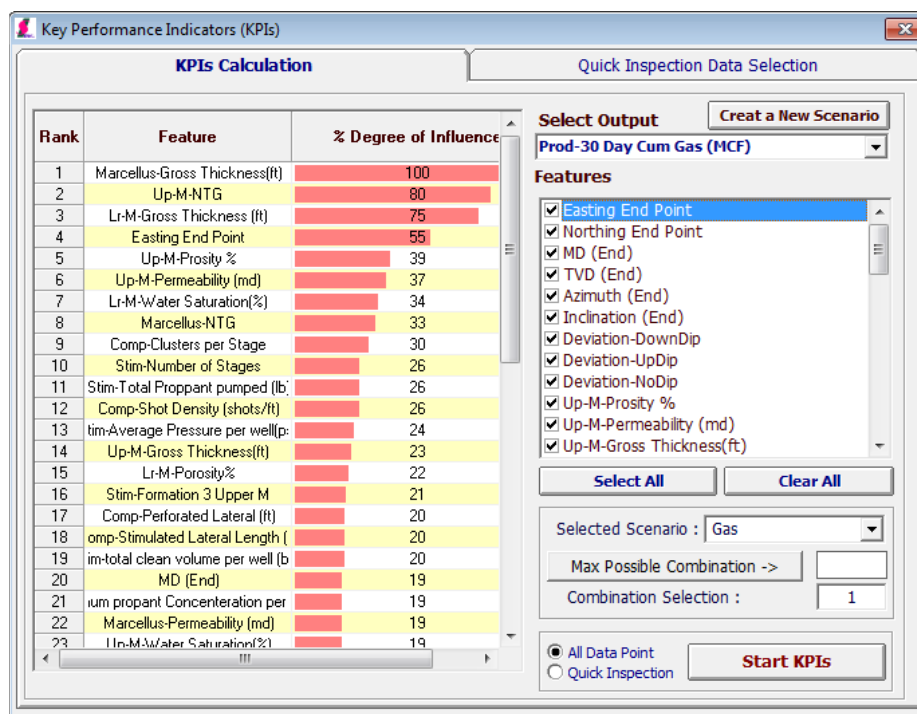 Key Performance Indicators (KPIs)
KPIs Calculation
Quick Inspection Data Selection
Rank Feature % Degree of Influence
1 Marcellus-Gross Thickness(ft) 100
2 Up-M-NTG 80
3 Lr-M-Gross Thickness (ft) 75
4 Easting End Point 55
5 Up-M-Prosity % 39
6 Up-M-Permeability (md) 37
7 Lr-M-Water Saturation(%) 34
8 Marcellus-NTG 33
9 Comp-Clusters per Stage 30
10 Stim-Number of Stages 26
11 Stim-Total Proppant pumped (lb) 26
12 Comp-Shot Density (shots/ft) 26
13 tim-Average Pressure per well(p: 24
14 Up-M-Gross Thickness(ft) 23
15 Lr-M-Porosity% 22
16 Stim-Formation 3 Upper M 21
17 Comp-Perforated Lateral (ft) 20
18 omp-Stimulated Lateral Length ( 20
19 im-total clean volume per well (b 20
20 MD (End) 19
21 um propant Concenteration per 19
22 Marcellus-Permeability (md) 19
23 Up-M-Water Saturation(%) 19
Select Output
Creat a New Scenario
Prod-30 Day Cum Gas (MCF)
Features
Easting End Point
Northing End Point
MD (End)
TVD (End)
Azimuth (End)
Inclination (End)
Deviation-DownDip
Deviation-UpDip
Deviation-NoDip
Up-M-Prosity %
Up-M-Permeability (md)
Up-M-Gross Thickness(ft)
Select All
Clear All
Selected Scenario : Gas
Max Possible Combination ->
Combination Selection : 1
All Data Point
Quick Inspection
Start KPIs